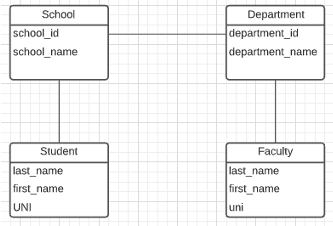 School
school_id
school_name
Department
department_id
department_name
Student
last_name
first_name
UNI
Faculty
last_name
first_name
uni